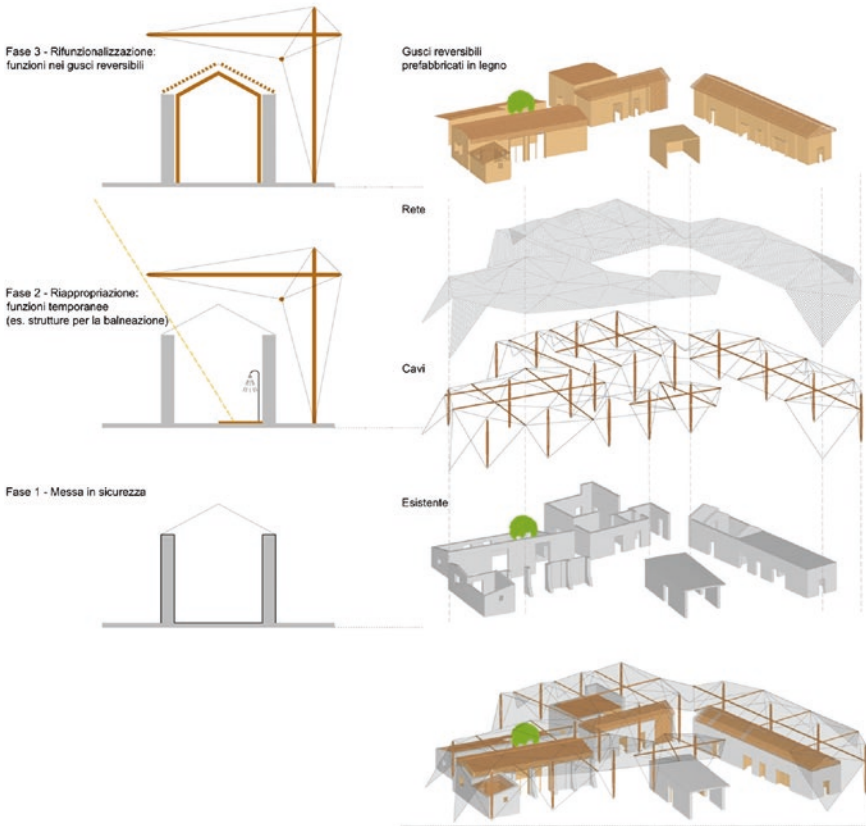 Fase 3 - Rifunzionalizzazione:
funzioni nei gusci reversibili
Gusci reversibili
prefabbricati in legno
Rete
Fase 2 - Riappropriazione:
funzioni temporanee
(es. strutture per la balneazione)
Cavi
Fase 1 - Messa in sicurezza
Esistente